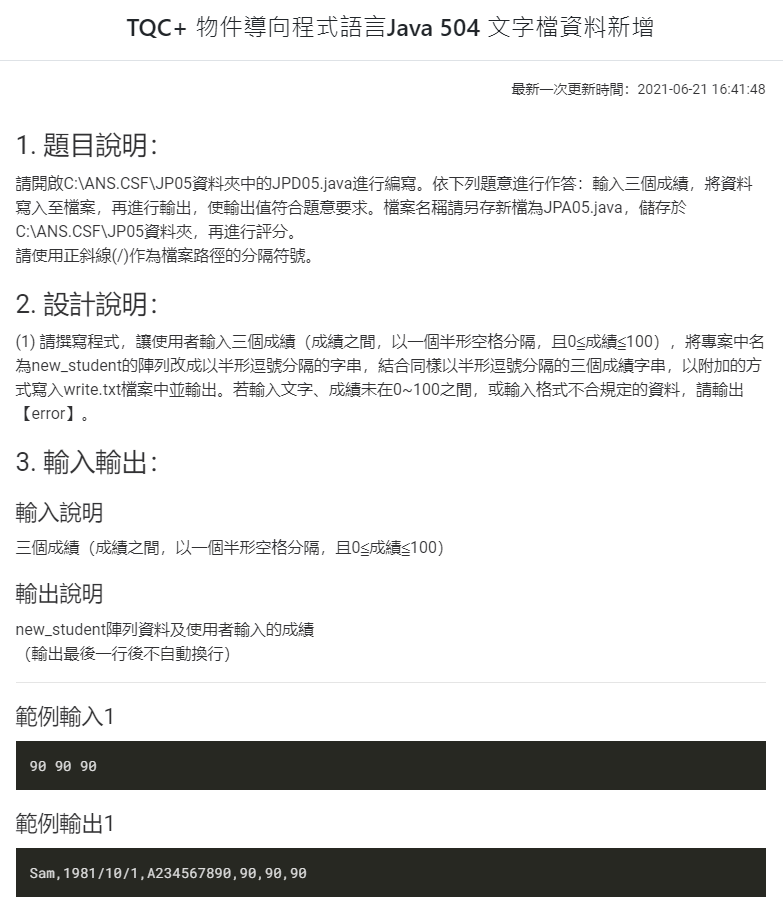 TQC+ 物件導向程式語言Java 504 文字檔資料新增
最新一次更新時間：2021-06-21 16:41:48
1. 題目說明：
請開啟C:\ANS.CSF\JP05資料夾中的JPD05.java進行編寫。依下列題意進行作答：輸入三個成績，將資料
寫入至檔案，再進行輸出，使輸出值符合題意要求。檔案名稱請另存新檔為JPA05.java，儲存於
C:\ANS.CSF\JP05資料夾，再進行評分。
請使用正斜線(/)作為檔案路徑的分隔符號。
2. 設計說明：
(1) 請撰寫程式，讓使用者輸入三個成績（成績之間，以一個半形空格分隔，且0≦成績≦100），將專案中名
為new_student的陣列改成以半形逗號分隔的字串，結合同樣以半形逗號分隔的三個成績字串，以附加的方
式寫入write.txt檔案中並輸出。若輸入文字、成績未在0~100之間，或輸入格式不合規定的資料，請輸出
【error】。
3. 輸入輸出：
輸入說明
三個成績（成績之間，以一個半形空格分隔，且0≦成績≦100）
輸出說明
new_student陣列資料及使用者輸入的成績
（輸出最後一行後不自動換行）
範例輸入1
90 90 90
範例輸出1
Sam,1981/10/1,A234567890,90,90,90